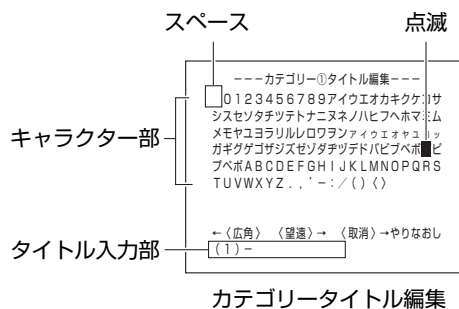 スペース 点滅
---カテゴリー①タイトル編集---
0123456789アイウエオカキクケコサ
シスセソタチツテトナニヌネノハヒフヘホマミム
キャラクター部
メモヤユヨラリルレロワヲンァィゥェォャュョッ
ガギグゲゴザジズゼゾダヂヅデドバビブベボ ピ
プペポABCDEFGHIJKLMNOPQRS
TUVWXYZ.,'-:/()〈〉
←〈広角〉 〈望遠〉→ 〈取消〉→やりなおし
タイトル入力部
(1)-
カテゴリータイトル編集